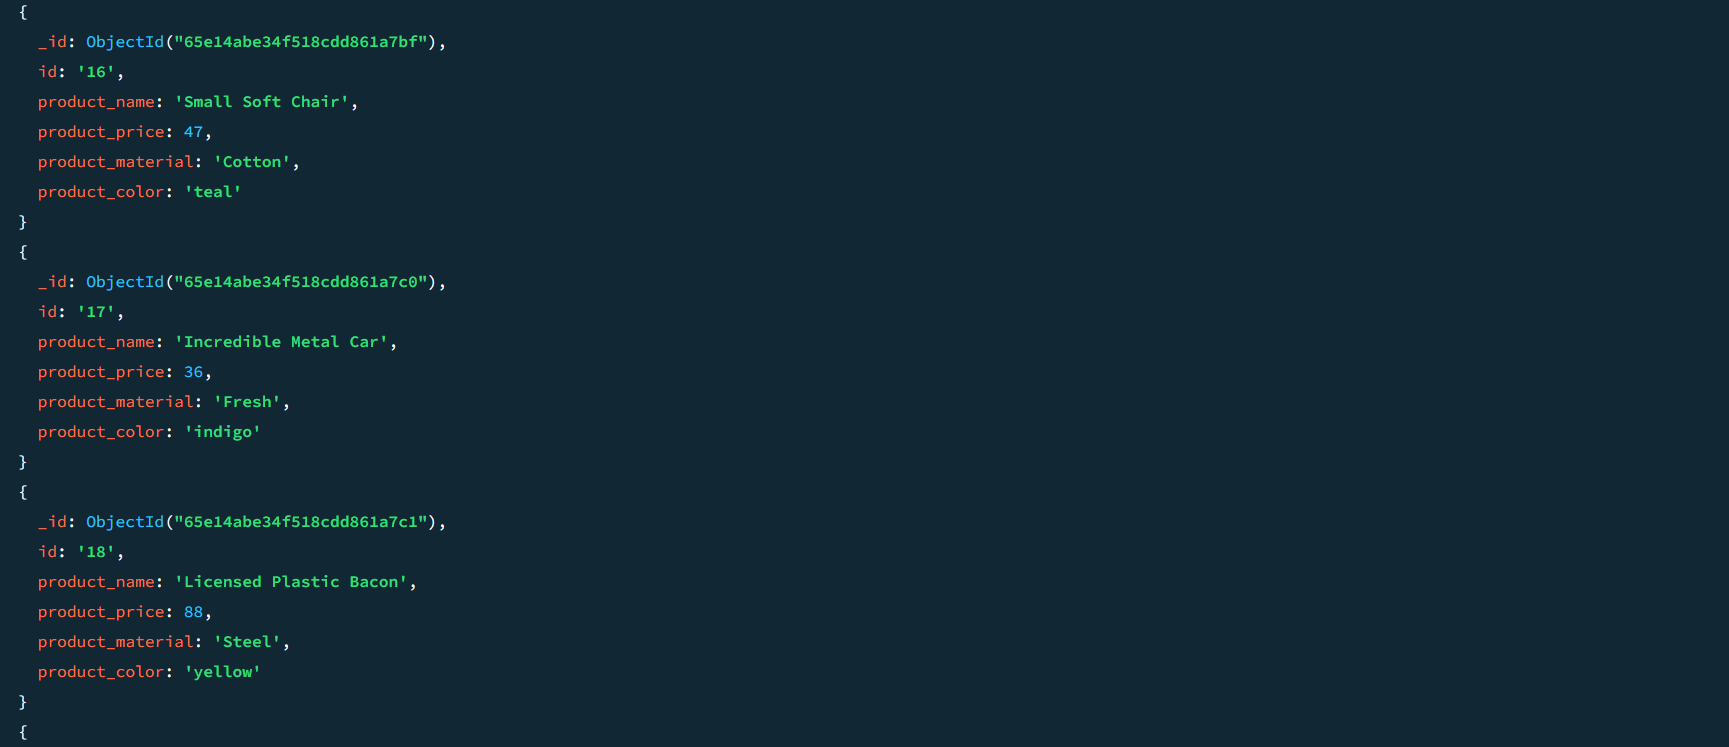 {
_id: ObjectId("65e14abe34f518cdd861a7bf"),
id: '16',
product_name: 'Small Soft Chair',
product_price: 47,
product_material: 'Cotton',
product_color: 'teal'
}
{
_id: ObjectId("65e14abe34f518cdd861a7c0"),
id: '17',
product_name: 'Incredible Metal Car',
product_price: 36,
product_material: 'Fresh',
product_color: 'indigo'
}
{
_id: ObjectId("65e14abe34f518cdd861a7c1"),
id: '18',
product_name: 'Licensed Plastic Bacon',
product_price: 88,
product_material: 'Steel',
product_color: 'yellow'
}
{